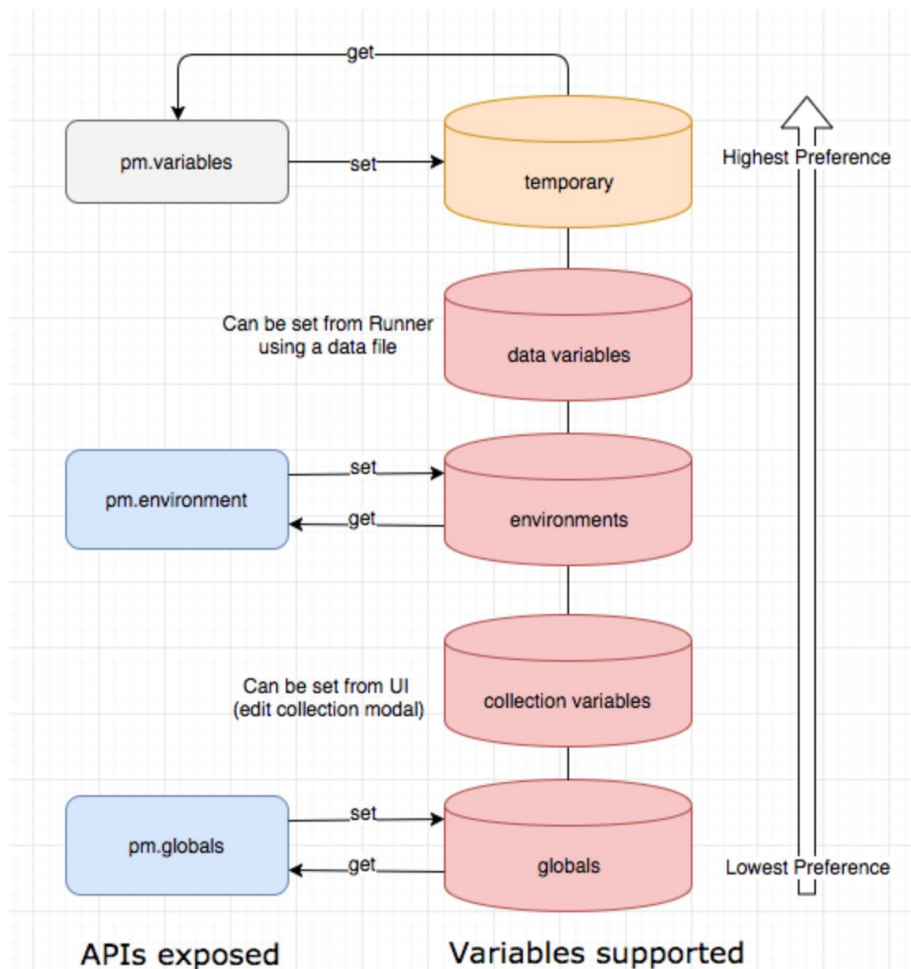 get
pm.variables
set
temporary
Highest Preference
Can be set from Runner
using a data file
data variables
set
pm.environment
get
environments
Can be set from UI
(edit collection modal)
collection variables
set
pm.globals
get
globals
Lowest Preference
APIs exposed
Variables supported